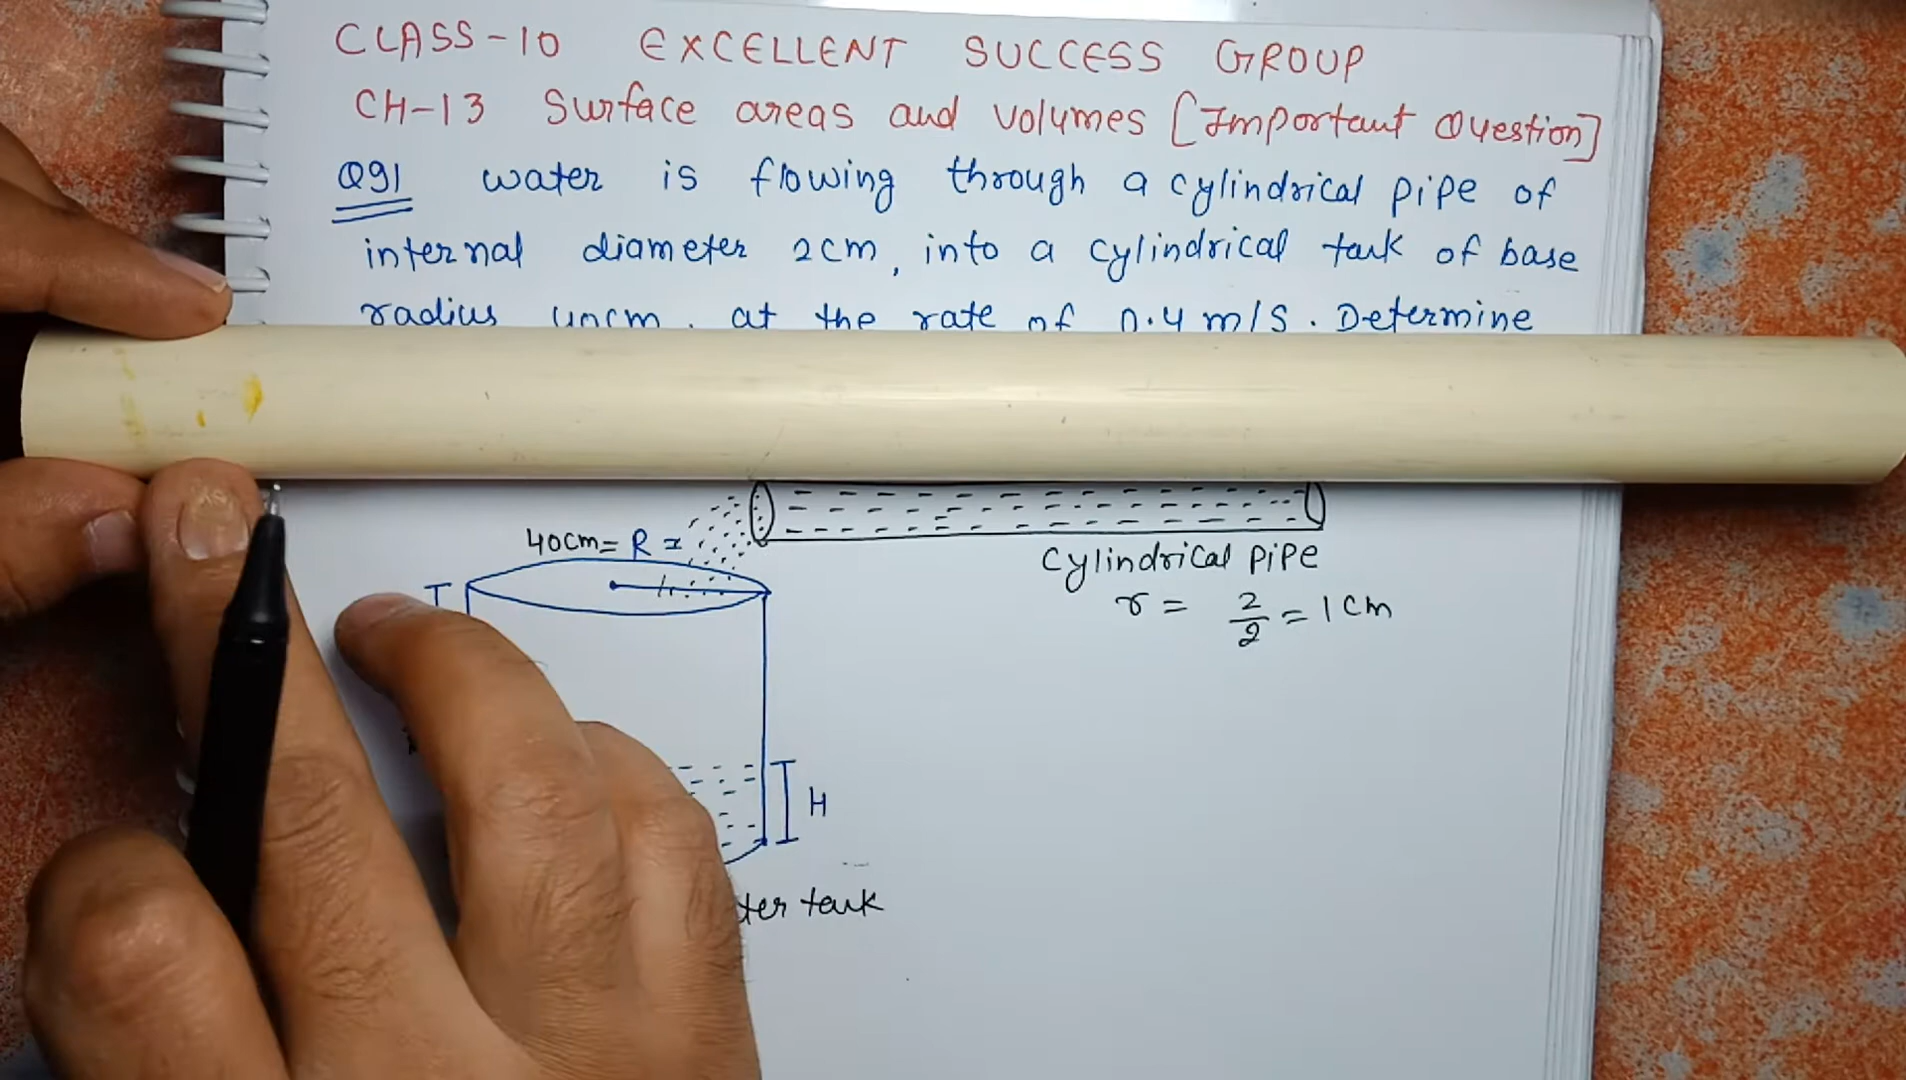 CLASS-10 EXCELLENT SUCCESS GROUP
CH-13 Surface areas and volumes [Important Question]
Q91 water is flowing through a cylindrical pipe of
internal diameter 2cm, into a cylindrical tank of base
radius 40cm, at the rate of 0.4 m/s. Determine
40cm = R =
cylindrical pipe
r = 2/2 = 1 cm
H
tank